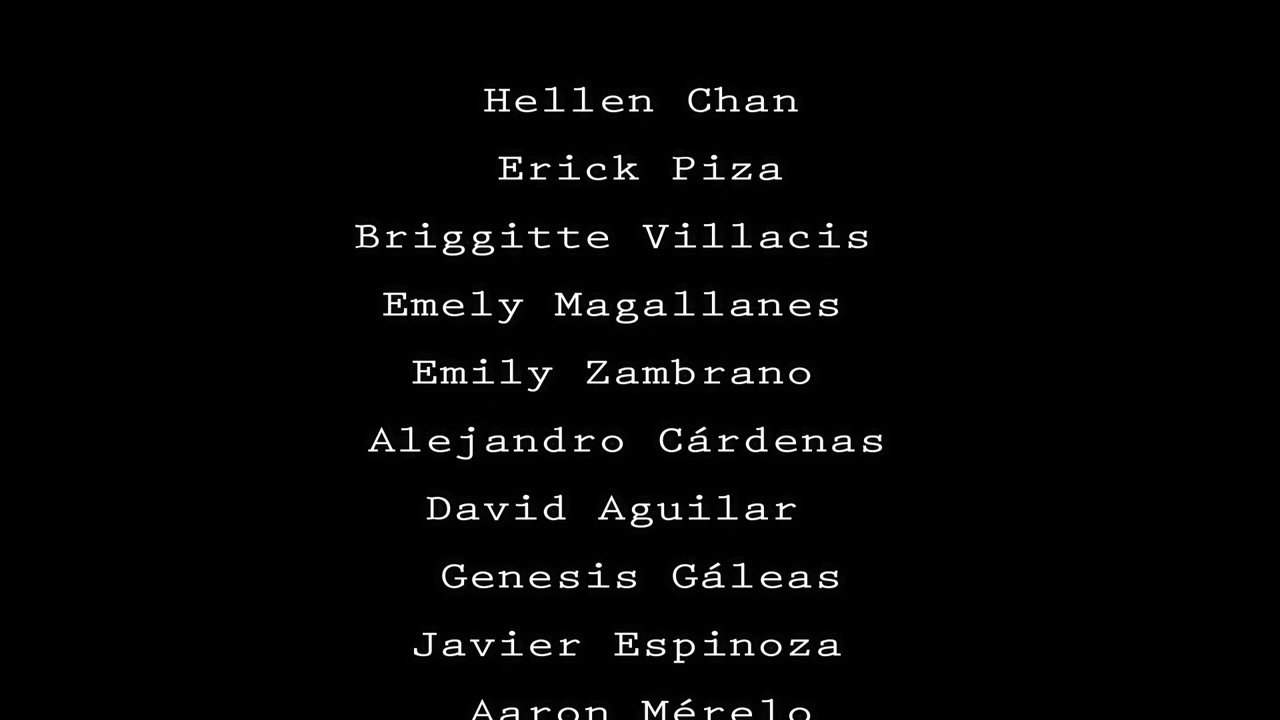 Hellen Chan
Erick Piza
Briggitte Villacis
Emely Magallanes
Emily Zambrano
Alejandro Cárdenas
David Aguilar
Genesis Gáleas
Javier Espinoza
Aaron Mérelo